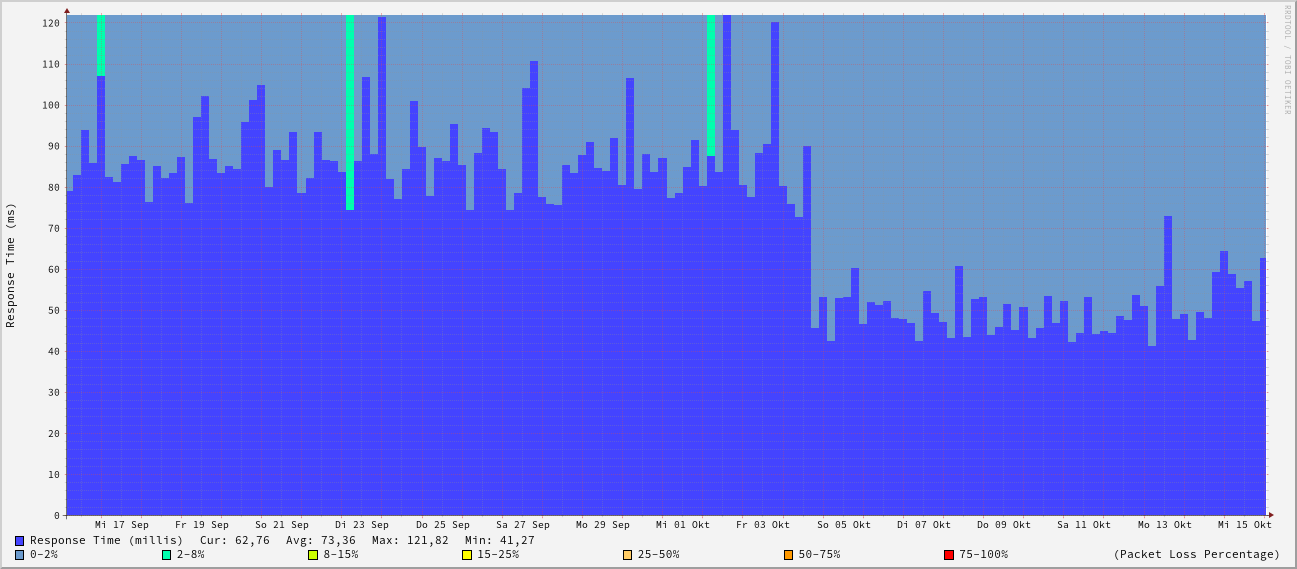 RRDTOOL / TOBI OETIKER
Response Time (ms)
120
110
100
90
80
70
60
50
40
30
20
10
0
Mi 17 Sep Fr 19 Sep So 21 Sep Di 23 Sep Do 25 Sep Sa 27 Sep Mo 29 Sep Mi 01 Okt Fr 03 Okt So 05 Okt Di 07 Okt Do 09 Okt Sa 11 Okt Mo 13 Okt Mi 15 Okt
Response Time (millis) Cur: 62,76 Avg: 73,36 Max: 121,82 Min: 41,27
0-2% 2-8% 8-15% 15-25% 25-50% 50-75% 75-100% (Packet Loss Percentage)